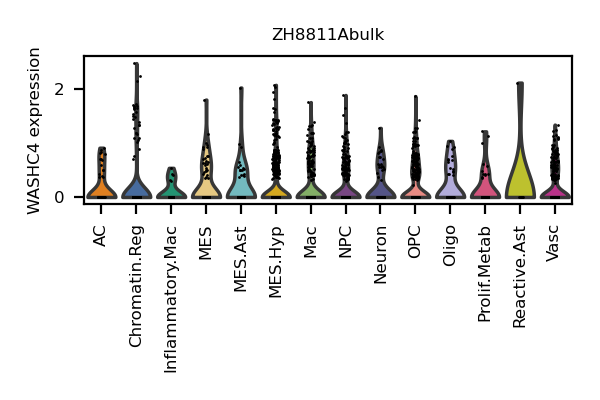 ZH8811Abulk
WASHC4 expression
2
0
AC
Chromatin.Reg
Inflammatory.Mac
MES
MES.Ast
MES.Hyp
Mac
NPC
Neuron
OPC
Oligo
Prolif.Metab
Reactive.Ast
Vasc